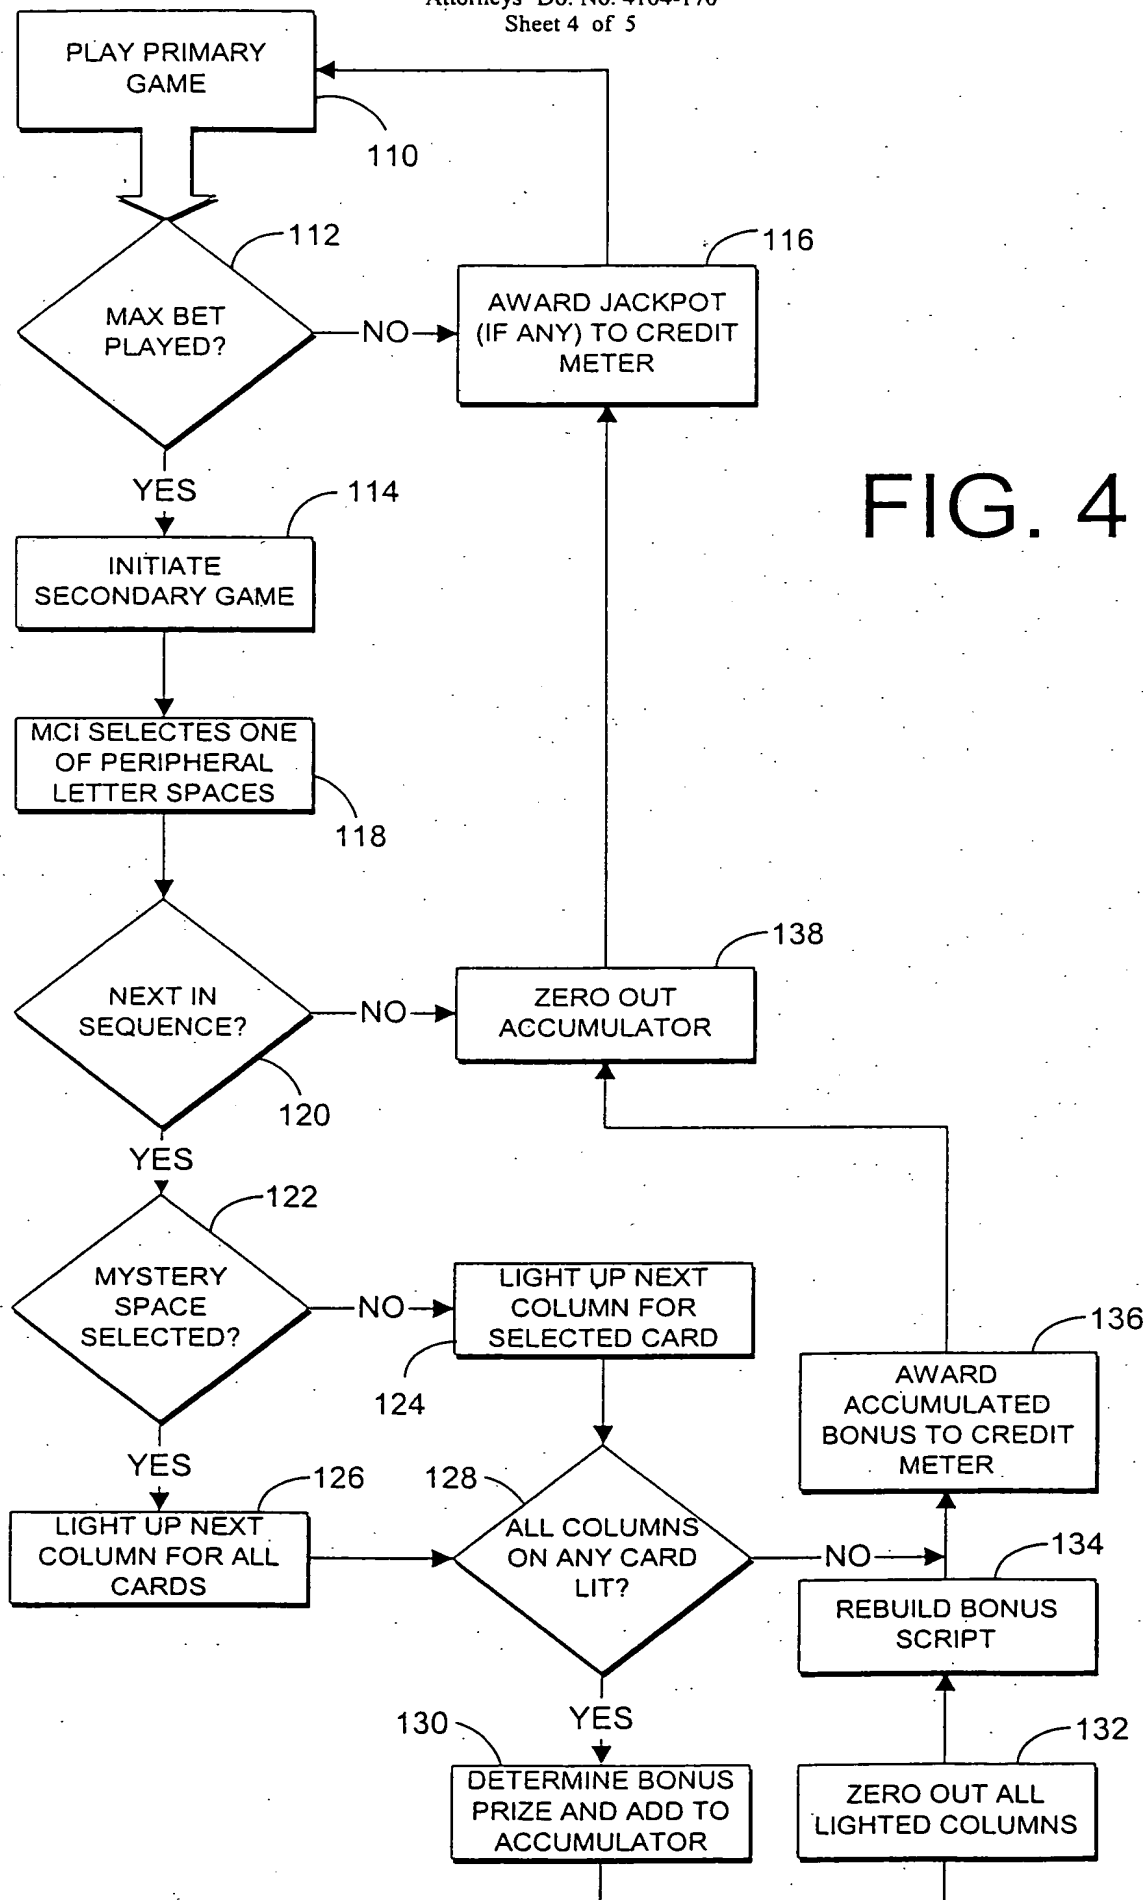 Sheet 4 of 5
PLAY PRIMARY
GAME
110
112
MAX BET
PLAYED?
NO
116
AWARD JACKPOT
(IF ANY) TO CREDIT
METER
YES
114
INITIATE
SECONDARY GAME
FIG. 4
MCI SELECTES ONE
OF PERIPHERAL
LETTER SPACES
118
NEXT IN
SEQUENCE?
NO
138
ZERO OUT
ACCUMULATOR
120
YES
122
MYSTERY
SPACE
SELECTED?
NO
LIGHT UP NEXT
COLUMN FOR
SELECTED CARD
124
136
AWARD
ACCUMULATED
BONUS TO CREDIT
METER
YES
126
LIGHT UP NEXT
COLUMN FOR ALL
CARDS
128
ALL COLUMNS
ON ANY CARD
LIT?
NO
134
REBUILD BONUS
SCRIPT
YES
130
DETERMINE BONUS
PRIZE AND ADD TO
ACCUMULATOR
132
ZERO OUT ALL
LIGHTED COLUMNS